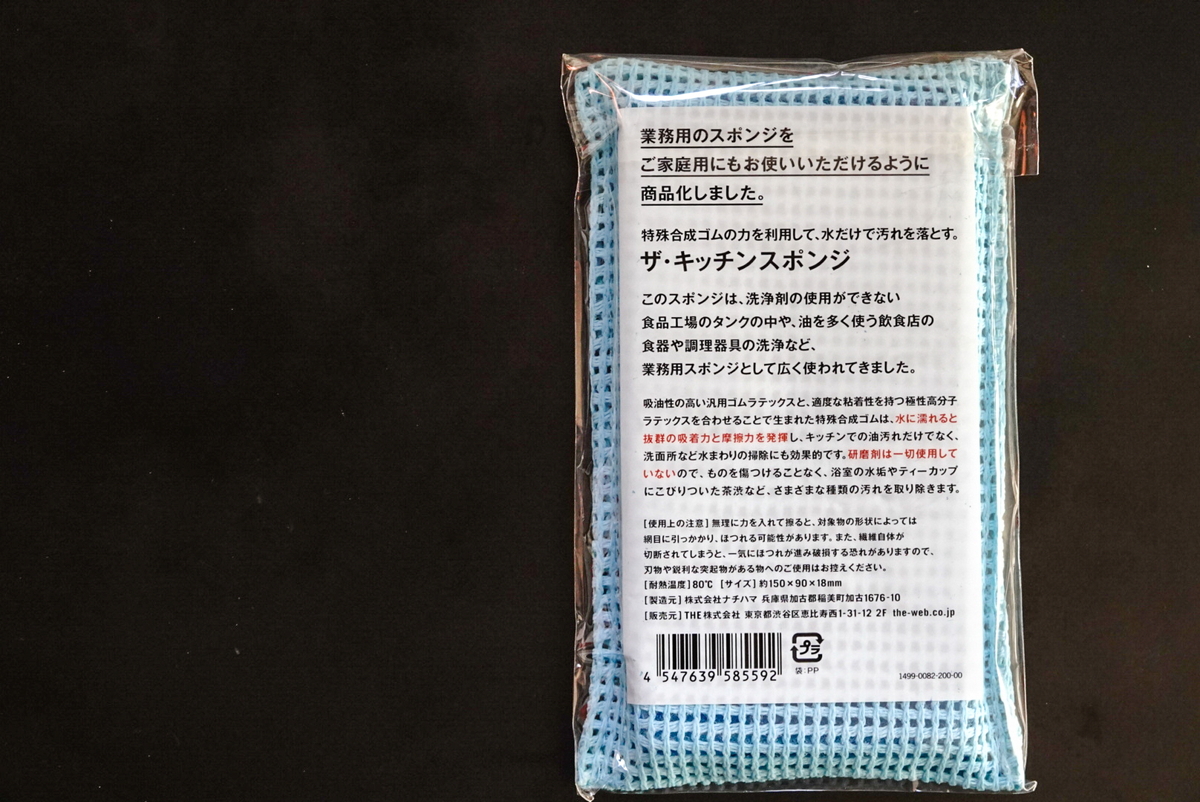 業務用のスポンジを
ご家庭用にもお使いいただけるように
商品化しました。
特殊合成ゴムの力を利用して、水だけで汚れを落とす。
ザ・キッチンスポンジ
このスポンジは、洗浄剤の使用ができない
食品工場のタンクの中や、油を多く使う飲食店の
食器や調理器具の洗浄など、
業務用スポンジとして広く使われてきました。
吸油性の高い汎用ゴムラテックスと、適度な粘着性を持つ極性高分子
ラテックスを合わせることで生まれた特殊合成ゴムは、水に濡れると
抜群の吸着力と摩擦力を発揮し、キッチンでの油汚れだけでなく、
洗面所など水まわりの掃除にも効果的です。研磨剤は一切使用して
いないので、ものを傷つけることなく、浴室の水垢やティーカップ
にこびりついた茶渋など、さまざまな種類の汚れを取り除きます。
[使用上の注意]無理に力を入れて擦ると、対象物の形状によっては
網目に引っかかり、ほつれる可能性があります。また、繊維自体が
切断されてしまうと、一気にほつれが進み破損する恐れがありますので、
刃物や鋭利な突起物がある物へのご使用はお控えください。
[耐熱温度]80℃ [サイズ]約150×90×18mm
[製造元]株式会社ナチハマ 兵庫県加古郡稲美町加古1676-10
[販売元]THE株式会社 東京都渋谷区恵比寿西1-31-12 2F the-web.co.jp
プラ
袋:PP
4 547639 585592
1499-0082-200-00